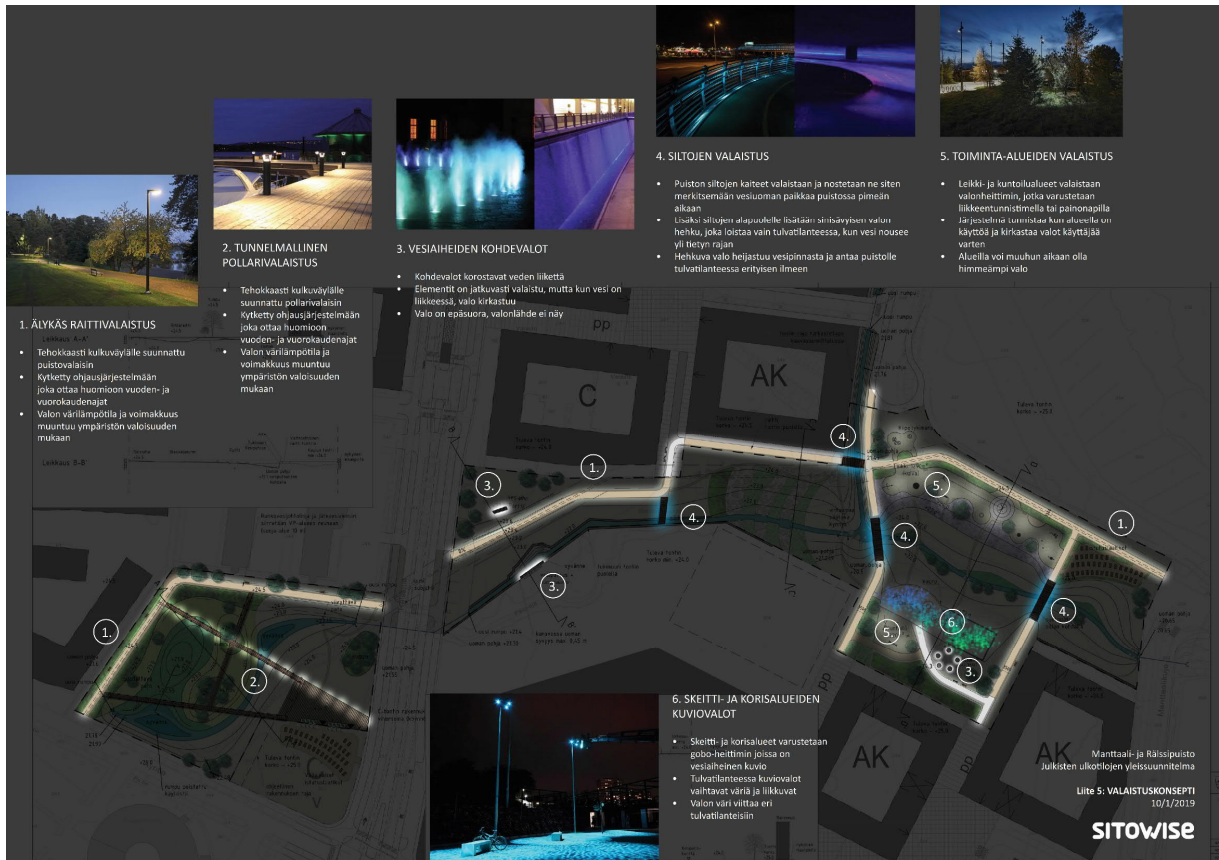 1. ÄLYKÄS RAITTIVALAISTUS
• Tehokkaasti kulkuväylälle suunnattu
puistovalaisin
• Kytketty ohjausjärjestelmään
joka ottaa huomioon vuoden- ja
vuorokaudenajat
• Valon värilämpötila ja voimakkuus
muuntuu ympäristön valoisuuden
mukaan
2. TUNNELMALLINEN
POLLARIVALAISTUS
• Tehokkaasti kulkuväylälle
suunnattu pollarivalaisin
• Kytketty ohjausjärjestelmään
joka ottaa huomioon
vuoden- ja vuorokaudenajat
• Valon värilämpötila ja
voimakkuus muuntuu
ympäristön valoisuuden
mukaan
3. VESIAIHEIDEN KOHDEVALOT
• Kohdevalot korostavat veden liikettä
• Elementit on jatkuvasti valaistu, mutta kun vesi on
liikkeessä, valo kirkastuu
• Valo on epäsuora, valonlähde ei näy
4. SILTOJEN VALAISTUS
• Puiston siltojen kaiteet valaistaan ja nostetaan ne siten
merkitsemään vesiuoman paikkaa puistossa pimeän
aikaan
• Lisäksi siltojen alapuolelle lisätään sinisävyisen valon
hehku, joka loistaa vain tulvatilanteessa, kun vesi nousee
yli tietyn rajan
• Hehkuva valo heijastuu vesipinnasta ja antaa puistolle
tulvatilanteessa erityisen ilmeen
5. TOIMINTA-ALUEIDEN VALAISTUS
• Leikki- ja kuntoilualueet valaistaan
valonheittimin, jotka varustetaan
liikkeentunnistimella tai painonapilla
• Järjestelmä tunnistaa kun alueella on
käyttöä ja kirkastaa valot käyttäjää
varten
• Alueilla voi muuhun aikaan olla
himmeämpi valo
Leikkaus A-A'
Leikkaus B-B'
pp
C
AK
4.
1.
3.
5.
4.
4.
1.
3.
4.
1.
5.
6.
2.
3.
pp
AK
pp
AK
6. SKEITTI- JA KORISALUEIDEN
KUVIOVALOT
• Skeitti- ja korisalueet varustetaan
gobo-heittimin joissa on
vesiaiheinen kuvio
• Tulvatilanteessa kuviovalot
vaihtavat väriä ja liikkuvat
• Valon väri viittaa eri
tulvatilanteisiin
Manttaali- ja Räissipuisto
Julkisten ulkotilojen yleissuunnitelma
Liite 5: VALAISTUSKONSEPTI
10/1/2019
SITOWISE